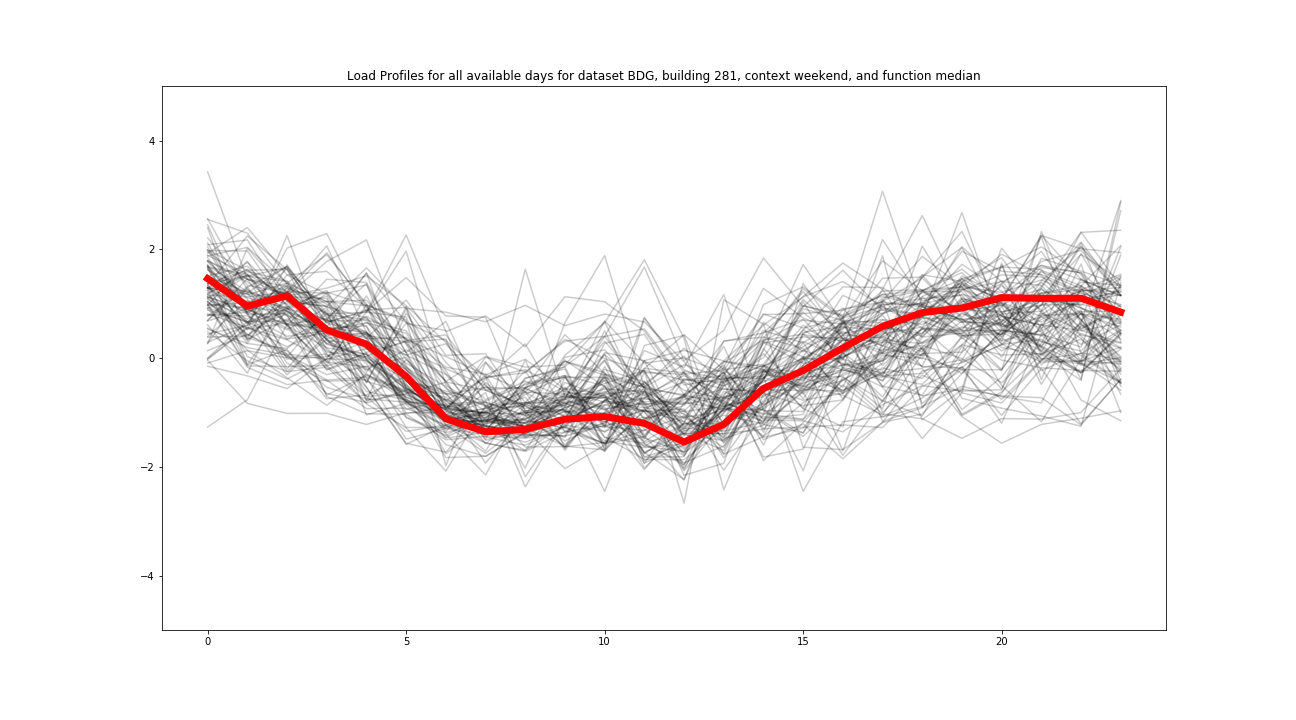 Load Profiles for all available days for dataset BDG, building 281, context weekend, and function median
4
2
0
−2
−4
0 5 10 15 20